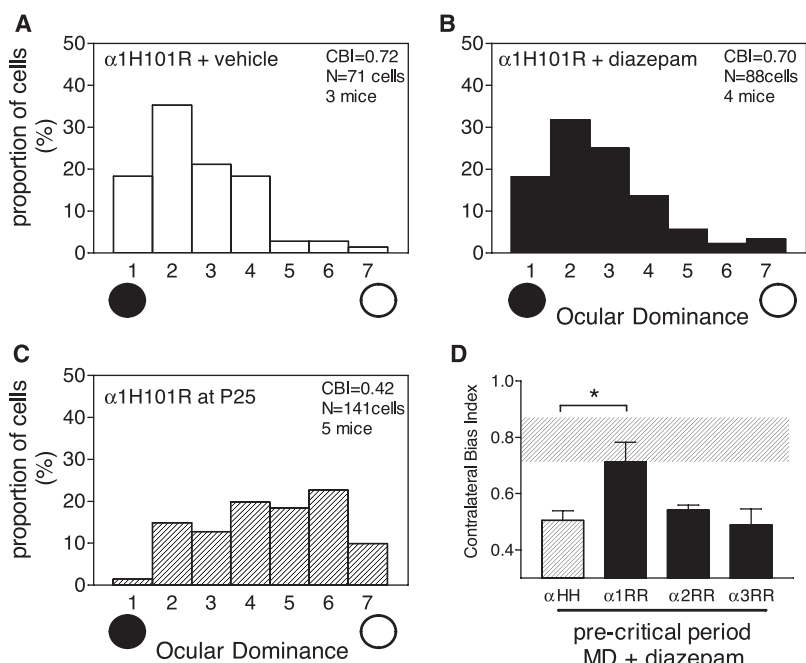 A
50
40
30
20
10
0
proportion of cells
(%)
α1H101R + vehicle
CBI=0.72
N=71 cells
3 mice
1 2 3 4 5 6 7
B
50
40
30
20
10
0
α1H101R + diazepam
CBI=0.70
N=88cells
4 mice
1 2 3 4 5 6 7
Ocular Dominance
C
50
40
30
20
10
0
proportion of cells
(%)
α1H101R at P25
CBI=0.42
N=141cells
5 mice
1 2 3 4 5 6 7
Ocular Dominance
D
1.0
0.8
0.6
0.4
Contralateral Bias Index
*
αHH α1RR α2RR α3RR
pre-critical period
MD + diazepam